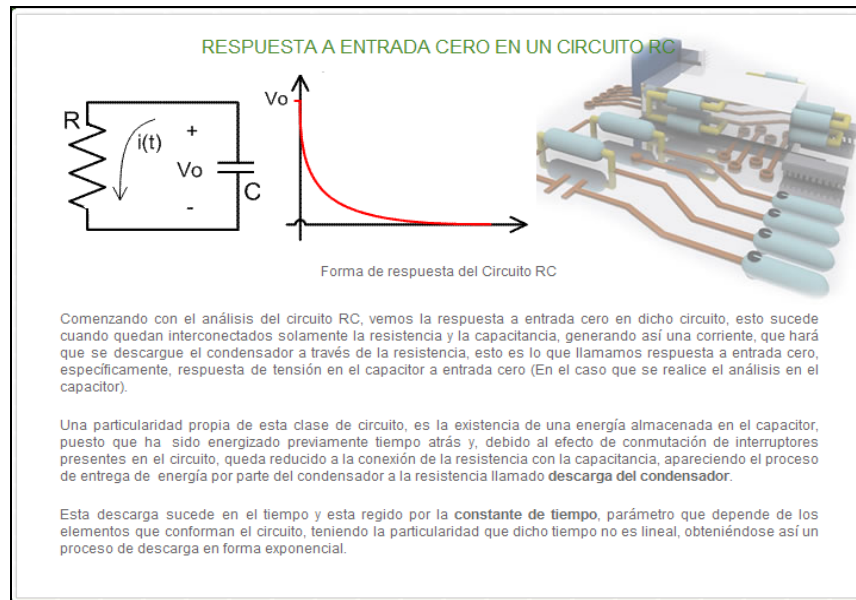 RESPUESTA A ENTRADA CERO EN UN CIRCUITO RC
R
i(t)
+
Vo
-
C
Vo
Forma de respuesta del Circuito RC
Comenzando con el análisis del circuito RC, vemos la respuesta a entrada cero en dicho circuito, esto sucede
cuando quedan interconectados solamente la resistencia y la capacitancia, generando así una corriente, que hará
que se descargue el condensador a través de la resistencia, esto es lo que llamamos respuesta a entrada cero,
específicamente, respuesta de tensión en el capacitor a entrada cero (En el caso que se realice el análisis en el
capacitor).
Una particularidad propia de esta clase de circuito, es la existencia de una energía almacenada en el capacitor,
puesto que ha sido energizado previamente tiempo atrás y, debido al efecto de conmutación de interruptores
presentes en el circuito, queda reducido a la conexión de la resistencia con la capacitancia, apareciendo el proceso
de entrega de energía por parte del condensador a la resistencia llamado descarga del condensador.
Esta descarga sucede en el tiempo y esta regido por la constante de tiempo, parámetro que depende de los
elementos que conforman el circuito, teniendo la particularidad que dicho tiempo no es lineal, obteniéndose así un
proceso de descarga en forma exponencial.